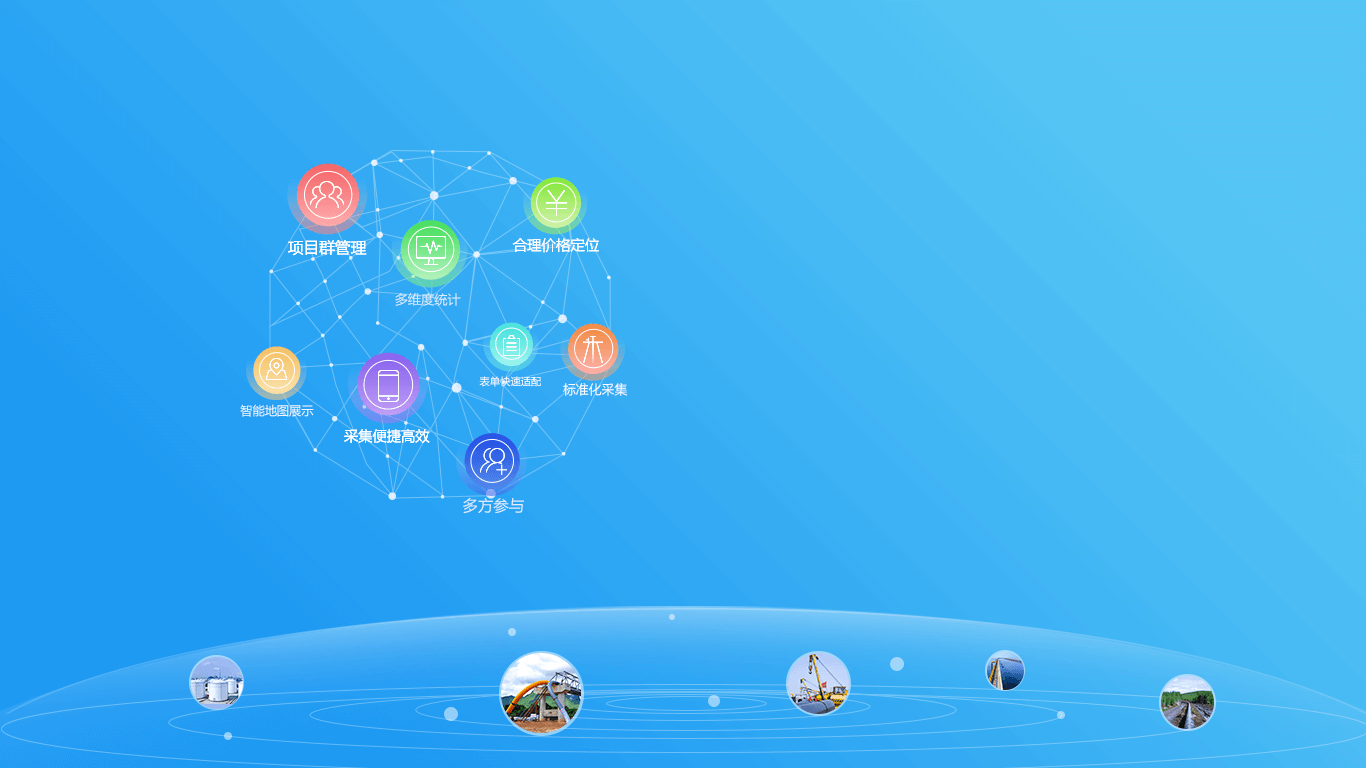 项目群管理
合理价格定位
多维度统计
表单快速适配
标准化采集
智能地图展示
采集便捷高效
多方参与